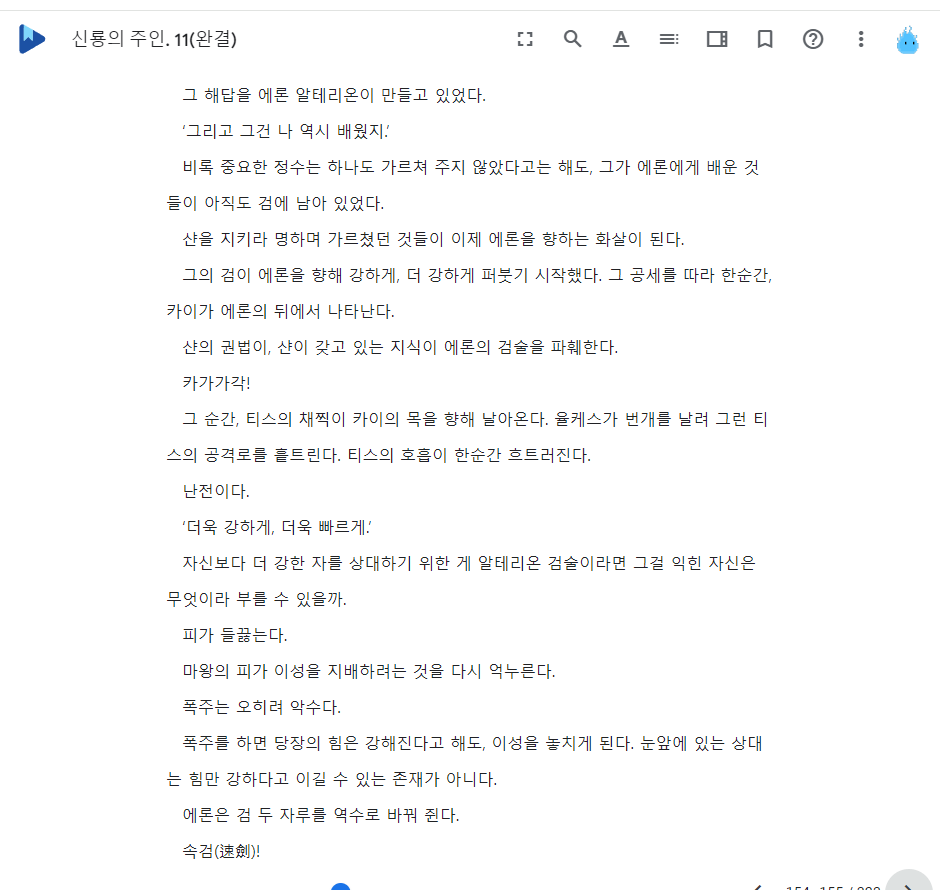 신룡의 주인. 11(완결)
그 해답을 에론 알테리온이 만들고 있었다.
'그리고 그건 나 역시 배웠지.'
비록 중요한 정수는 하나도 가르쳐 주지 않았다고는 해도, 그가 에론에게 배운 것
들이 아직도 검에 남아 있었다.
샨을 지키라 명하며 가르쳤던 것들이 이제 에론을 향하는 화살이 된다.
그의 검이 에론을 향해 강하게, 더 강하게 퍼붓기 시작했다. 그 공세를 따라 한순간,
카이가 에론의 뒤에서 나타난다.
샨의 권법이, 샨이 갖고 있는 지식이 에론의 검술을 파훼한다.
카가가각!
그 순간, 티스의 채찍이 카이의 목을 향해 날아온다. 율케스가 번개를 날려 그런 티
스의 공격로를 흩트린다. 티스의 호흡이 한순간 흐트러진다.
난전이다.
'더욱 강하게, 더욱 빠르게.'
자신보다 더 강한 자를 상대하기 위한 게 알테리온 검술이라면 그걸 익힌 자신은
무엇이라 부를 수 있을까.
피가 들끓는다.
마왕의 피가 이성을 지배하려는 것을 다시 억누른다.
폭주는 오히려 악수다.
폭주를 하면 당장의 힘은 강해진다고 해도, 이성을 놓치게 된다. 눈앞에 있는 상대
는 힘만 강하다고 이길 수 있는 존재가 아니다.
에론은 검 두 자루를 역수로 바꿔 쥔다.
속검(速劍)!